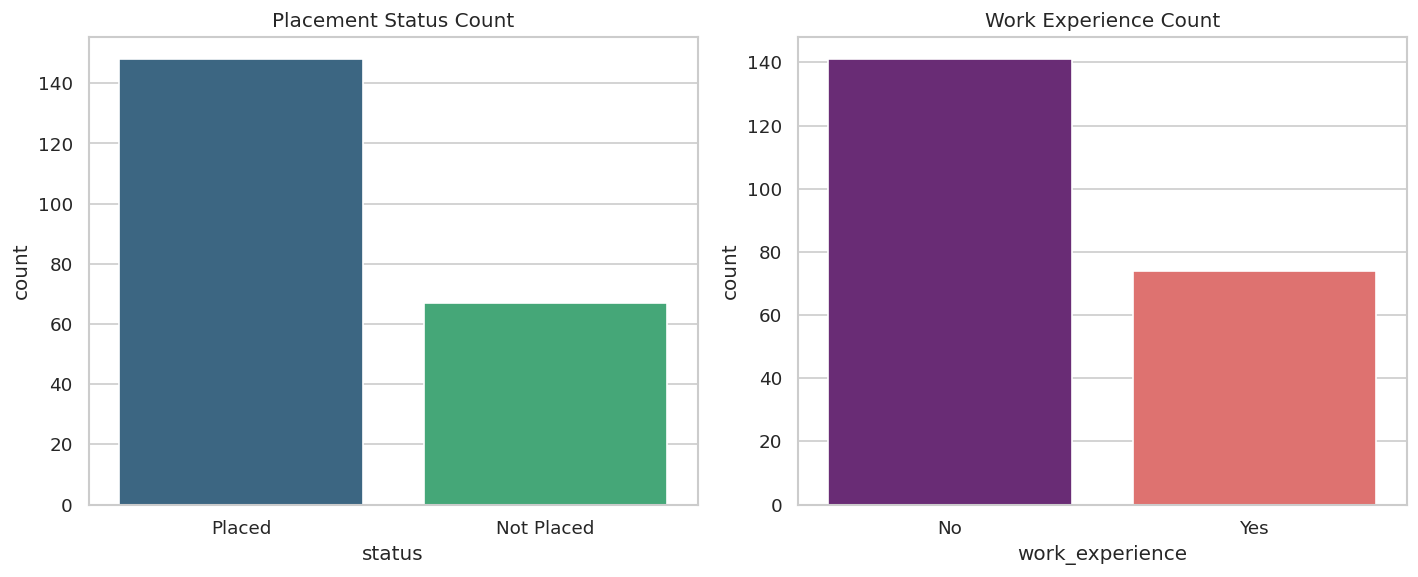 Placement Status Count
140
120
100
80
60
40
20
0
count
Placed
Not Placed
status
Work Experience Count
140
120
100
80
60
40
20
0
count
No
Yes
work_experience